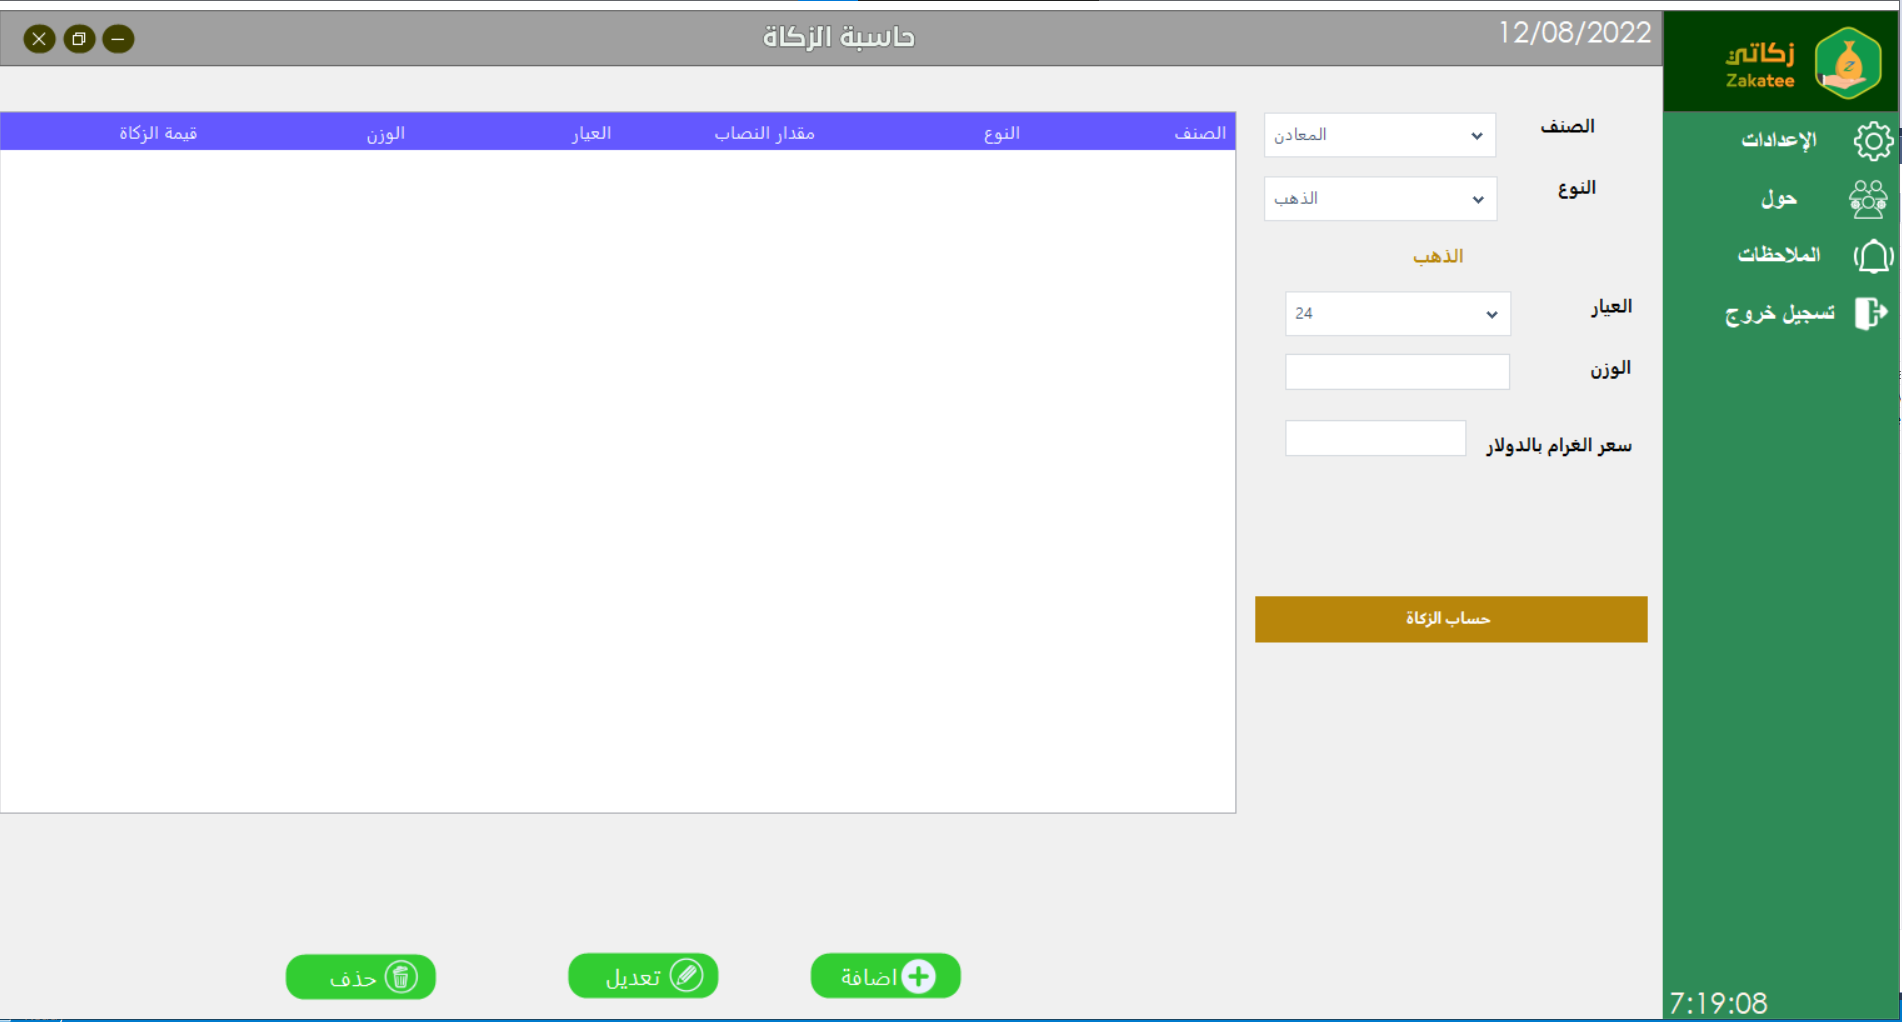 زكاتي
Zakatee
12/08/2022
حاسبة الزكاة
الإعدادات
حول
الملاحظات
تسجيل خروج
الصنف
المعادن
النوع
الذهب
الذهب
العيار
24
الوزن
سعر الغرام بالدولار
حساب الزكاة
الصنف النوع مقدار النصاب العيار الوزن قيمة الزكاة
اضافة
تعديل
حذف
7:19:08